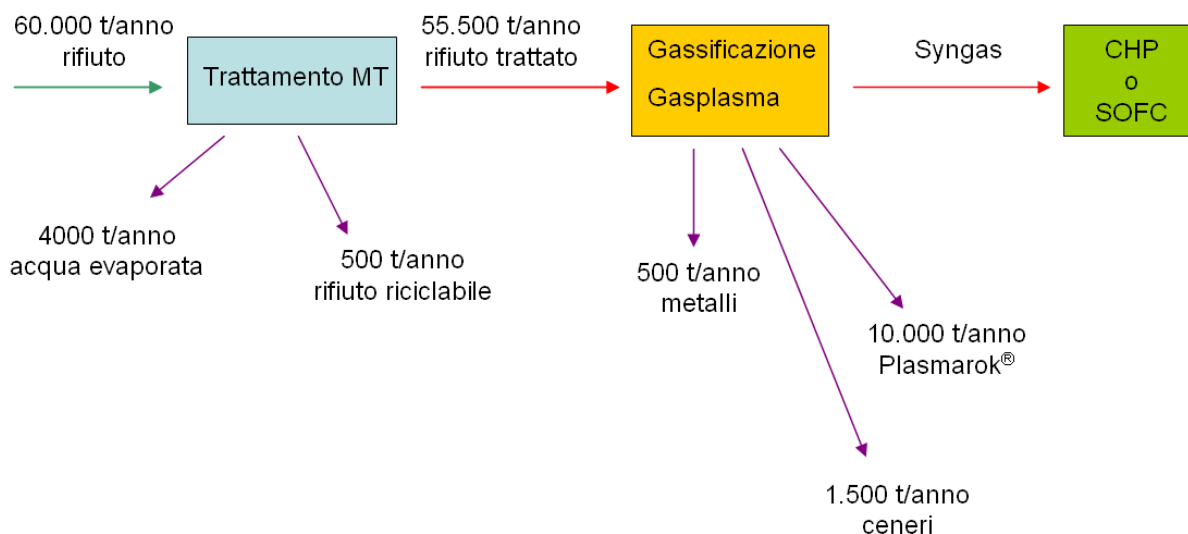 60.000 t/anno
rifiuto
Trattamento MT
55.500 t/anno
rifiuto trattato
Gassificazione
Gasplasma
Syngas
CHP
o
SOFC
4000 t/anno
acqua evaporata
500 t/anno
rifiuto riciclabile
500 t/anno
metalli
10.000 t/anno
Plasmarok®
1.500 t/anno
ceneri